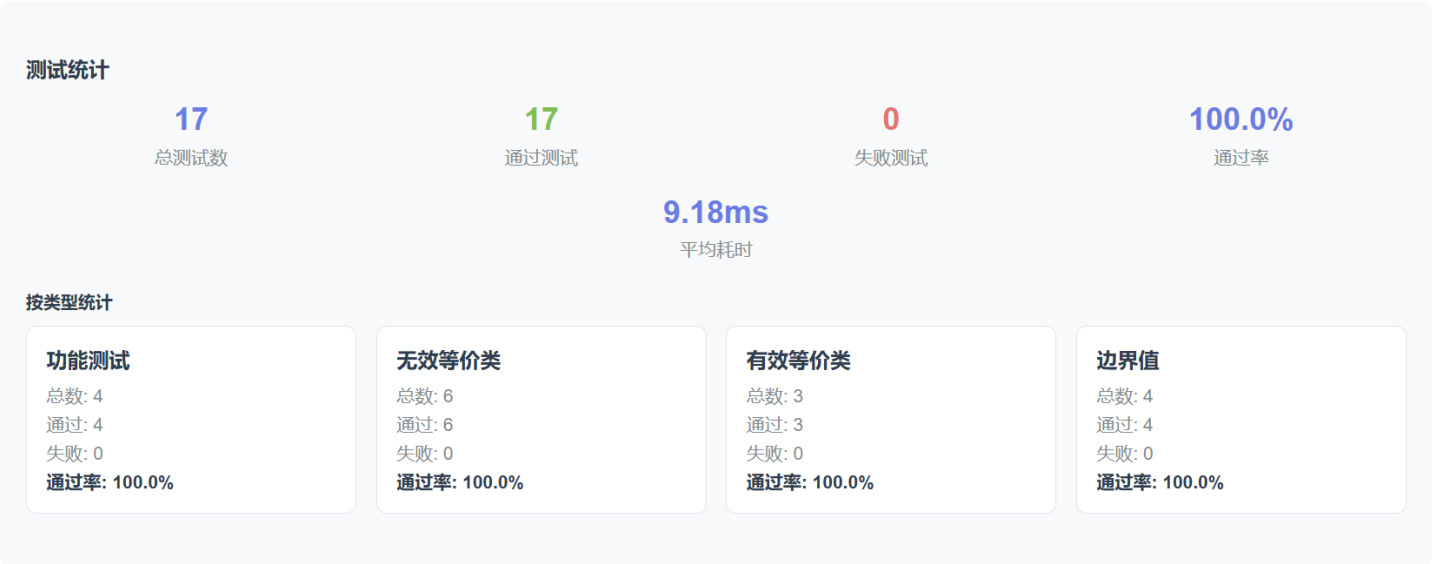 测试统计
17
总测试数
17
通过测试
0
失败测试
100.0%
通过率
9.18ms
平均耗时
按类型统计
功能测试
总数: 4
通过: 4
失败: 0
通过率: 100.0%
无效等价类
总数: 6
通过: 6
失败: 0
通过率: 100.0%
有效等价类
总数: 3
通过: 3
失败: 0
通过率: 100.0%
边界值
总数: 4
通过: 4
失败: 0
通过率: 100.0%